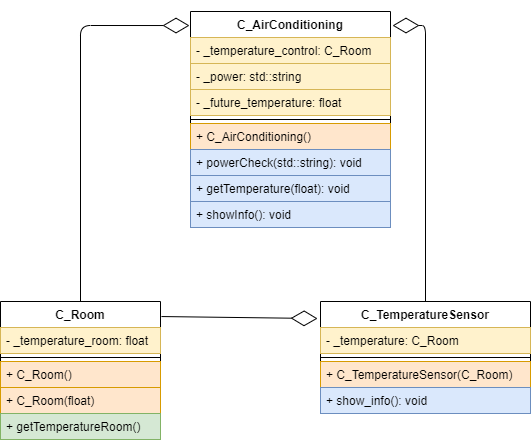 C_AirConditioning
- _temperature_control: C_Room
- _power: std::string
- _future_temperature: float
+ C_AirConditioning()
+ powerCheck(std::string): void
+ getTemperature(float): void
+ showInfo(): void
C_Room
- _temperature_room: float
+ C_Room()
+ C_Room(float)
+ getTemperatureRoom()
C_TemperatureSensor
- _temperature: C_Room
+ C_TemperatureSensor(C_Room)
+ show_info(): void